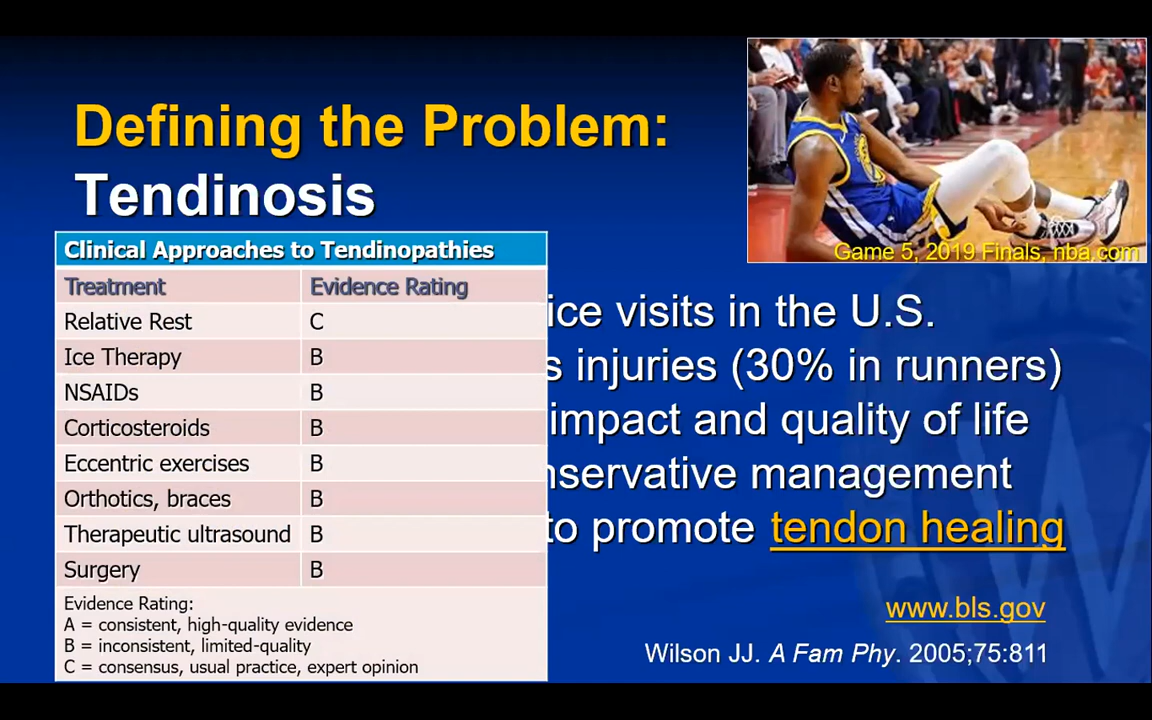 Defining the Problem:
Tendinosis
Game 5, 2019 Finals, nba.com
Clinical Approaches to Tendinopathies
Treatment Evidence Rating
Relative Rest C
Ice Therapy B
NSAIDs B
Corticosteroids B
Eccentric exercises B
Orthotics, braces B
Therapeutic ultrasound B
Surgery B
Evidence Rating:
A = consistent, high-quality evidence
B = inconsistent, limited-quality
C = consensus, usual practice, expert opinion
ice visits in the U.S.
s injuries (30% in runners)
impact and quality of life
nservative management
to promote tendon healing
www.bls.gov
Wilson JJ. A Fam Phy. 2005;75:811